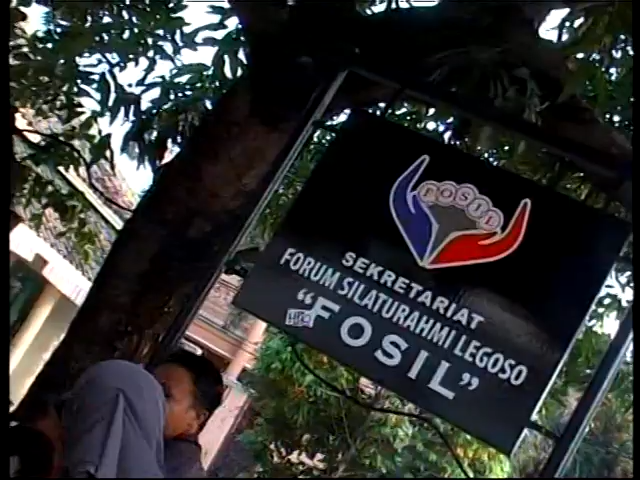 FOSIL
SEKRETARIAT
FORUM SILATURAHMI LEGOSO
"FOSIL"